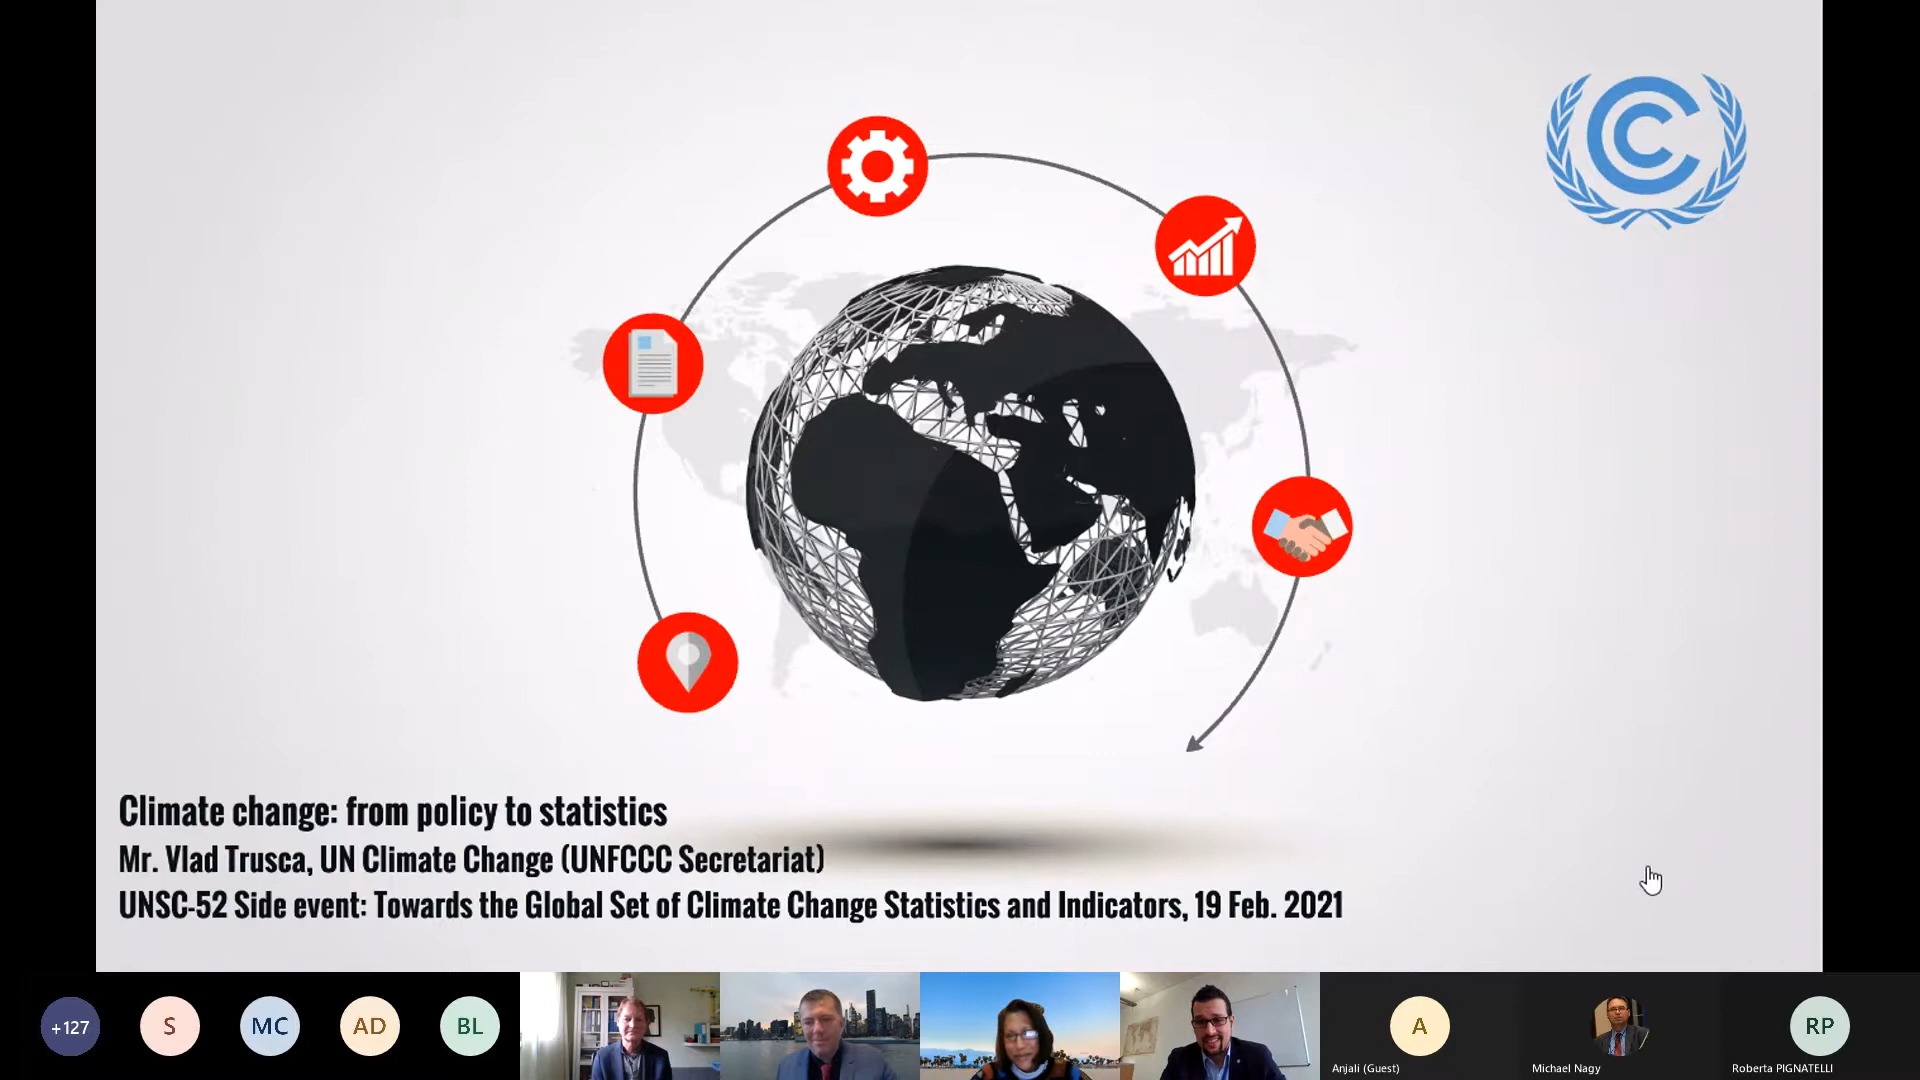 Climate change: from policy to statistics
Mr. Vlad Trusca, UN Climate Change (UNFCCC Secretariat)
UNSC-52 Side event: Towards the Global Set of Climate Change Statistics and Indicators, 19 Feb. 2021
+127
S
MC
AD
BL
A
RP
Anjali (Guest)
Michael Nagy
Roberta PIGNATELLI